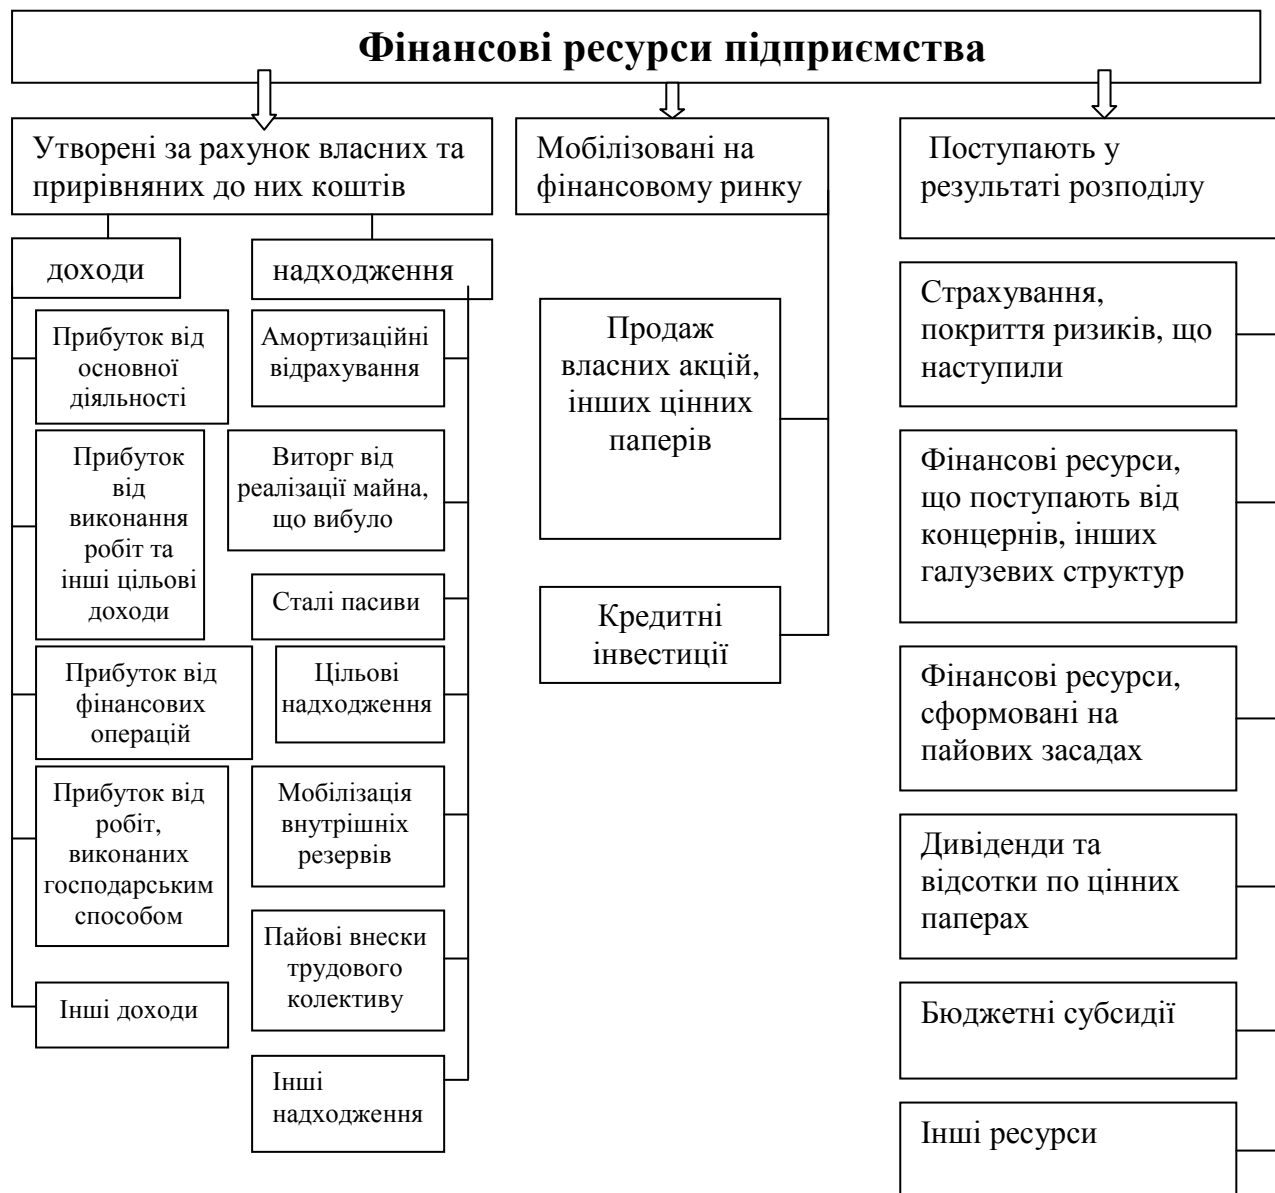 Фінансові ресурси підприємства
Утворені за рахунок власних та
прирівняних до них коштів
доходи
Прибуток від
основної
діяльності
Прибуток
від
виконання
робіт та
інші цільові
доходи
Прибуток від
фінансових
операцій
Прибуток від
робіт,
виконаних
господарським
способом
Інші доходи
надходження
Амортизаційні
відрахування
Виторг від
реалізації майна,
що вибуло
Сталі пасиви
Цільові
надходження
Мобілізація
внутрішніх
резервів
Пайові внески
трудового
колективу
Інші
надходження
Мобілізовані на
фінансовому ринку
Продаж
власних акцій,
інших цінних
паперів
Кредитні
інвестиції
Поступають у
результаті розподілу
Страхування,
покриття ризиків, що
наступили
Фінансові ресурси,
що поступають від
концернів, інших
галузевих структур
Фінансові ресурси,
сформовані на
пайових засадах
Дивіденди та
відсотки по цінних
паперах
Бюджетні субсидії
Інші ресурси